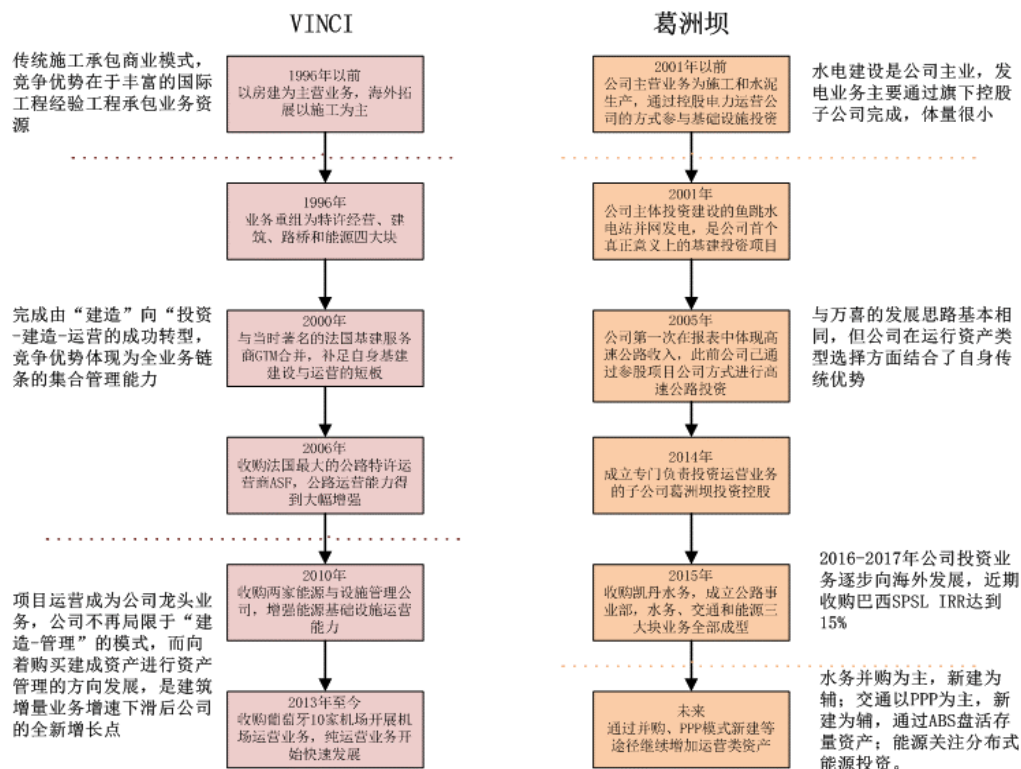 VINCI
葛洲坝
传统施工承包商业模式，
竞争优势在于丰富的国际
工程经验工程承包业务资
源
1996年以前
以房建为主营业务，海外拓
展以施工为主
2001年以前
公司主营业务为施工和水泥
生产，通过控股电力运营公
司的方式参与基础设施投资
水电建设是公司主业，发
电业务主要通过旗下控股
子公司完成，体量很小
1996年
业务重组为特许经营、建
筑、路桥和能源四大块
2001年
公司主体投资建设的鱼跳水
电站并网发电，是公司首个
真正意义上的基建投资项目
完成由“建造”向“投资
-建造-运营的成功转型，
竞争优势体现为全业务链
条的集合管理能力
2000年
与当时著名的法国基建服务
商GTM合并，补足自身基建
建设与运营的短板
2005年
公司第一次在报表中体现高
速公路收入，此前公司已通
过参股项目公司方式进行高
速公路投资
与万喜的发展思路基本相
同，但公司在运行资产类
型选择方面结合了自身传
统优势
2006年
收购法国最大的公路特许运
营商ASF，公路运营能力得
到大幅增强
2014年
成立专门负责投资运营业务
的子公司葛洲坝投资控股
项目运营成为公司龙头业
务，公司不再局限于“建
造-管理”的模式，而向
着购买建成资产进行资产
管理的方向发展，是建筑
增量业务增速下滑后公司
的全新增长点
2010年
收购两家能源与设施管理公
司，增强能源基础设施运营
能力
2015年
收购凯丹水务，成立公路事
业部，水务、交通和能源三
大块业务全部成型
2016-2017年公司投资业
务逐步向海外发展，近期
收购巴西SPSL IRR达到
15%
2013年至今
收购葡萄牙10家机场开展机
场运营业务，纯运营业务开
始快速发展
未来
通过并购、PPP模式新建等
途径继续增加运营类资产
水务并购为主，新建为
辅；交通以PPP为主，新
建为辅，通过ABS盘活存
量资产；能源关注分布式
能源投资。